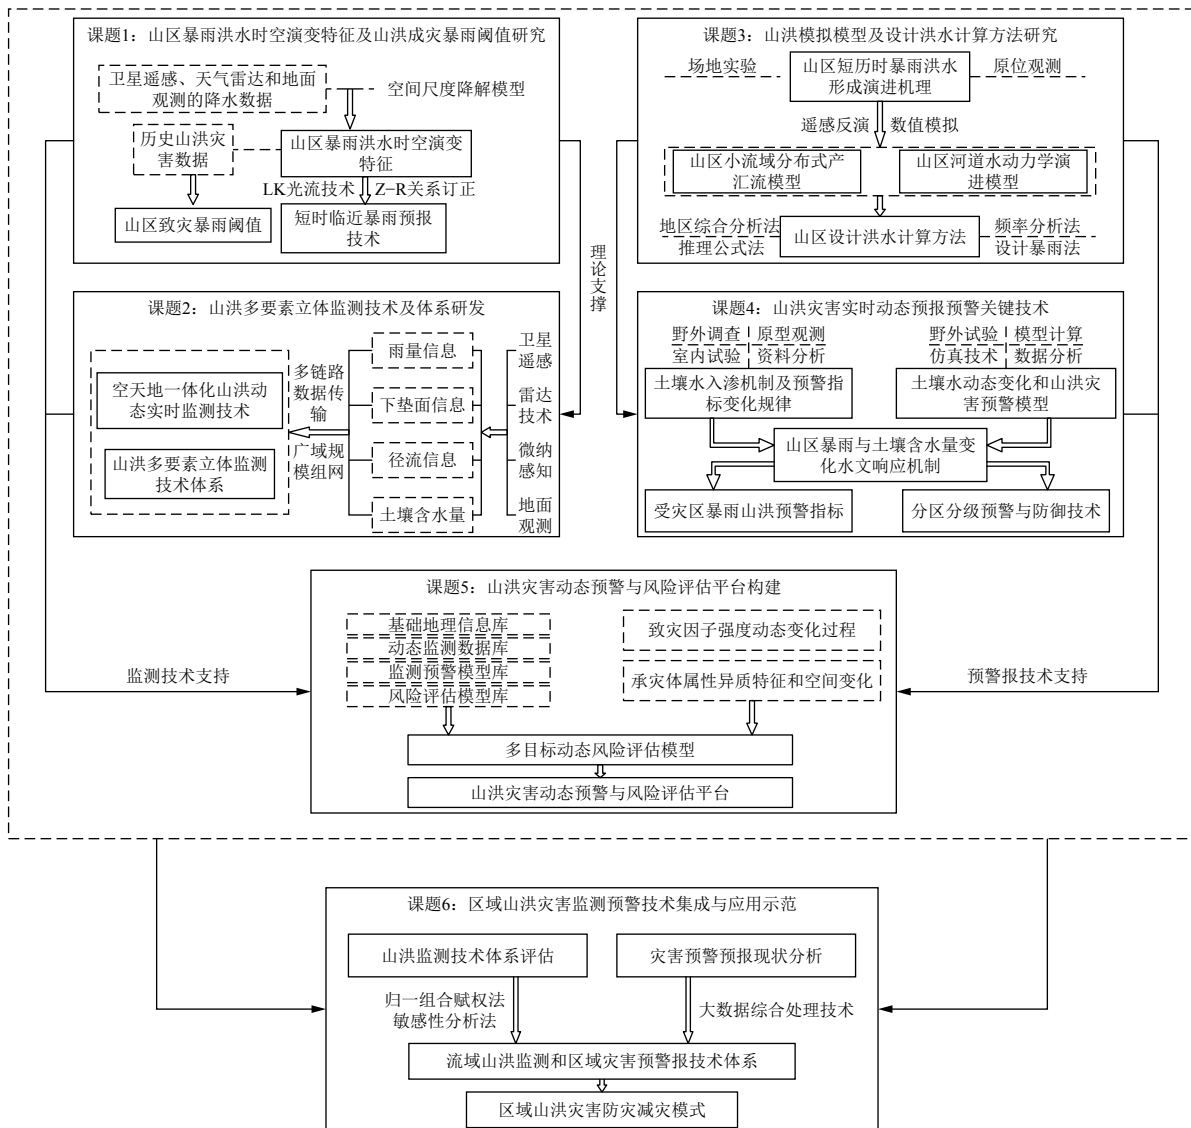 课题1：山区暴雨洪水时空演变特征及山洪成灾暴雨阈值研究
卫星遥感、天气雷达和地面
观测的降水数据
空间尺度降解模型
历史山洪灾
害数据
山区暴雨洪水时空演变
特征
LK光流技术
Z−R关系订正
山区致灾暴雨阈值
短时临近暴雨预报
技术
课题3：山洪模拟模型及设计洪水计算方法研究
场地实验
山区短历时暴雨洪水
形成演进机理
原位观测
遥感反演
数值模拟
山区小流域分布式产
汇流模型
山区河道水动力学演
进模型
地区综合分析法
推理公式法
山区设计洪水计算方法
频率分析法
设计暴雨法
理论支撑
课题2：山洪多要素立体监测技术及体系研发
空天地一体化山洪动
态实时监测技术
山洪多要素立体监测
技术体系
多链路
数据传
输
广域规
模组网
雨量信息
下垫面信息
径流信息
土壤含水量
卫星
遥感
雷达
技术
微纳
感知
地面
观测
课题4：山洪灾害实时动态预报预警关键技术
野外调查
原型观测
室内试验
资料分析
野外试验
模型计算
仿真技术
数据分析
土壤水入渗机制及预警指
标变化规律
土壤水动态变化和山洪灾
害预警模型
山区暴雨与土壤含水量变
化水文响应机制
受灾区暴雨山洪预警指标
分区分级预警与防御技术
课题5：山洪灾害动态预警与风险评估平台构建
基础地理信息库
动态监测数据库
监测预警模型库
风险评估模型库
致灾因子强度动态变化过程
承灾体属性异质特征和空间变化
监测技术支持
预警报技术支持
多目标动态风险评估模型
山洪灾害动态预警与风险评估平台
课题6：区域山洪灾害监测预警技术集成与应用示范
山洪监测技术体系评估
灾害预警预报现状分析
归一组合赋权法
敏感性分析法
大数据综合处理技术
流域山洪监测和区域灾害预警报技术体系
区域山洪灾害防灾减灾模式